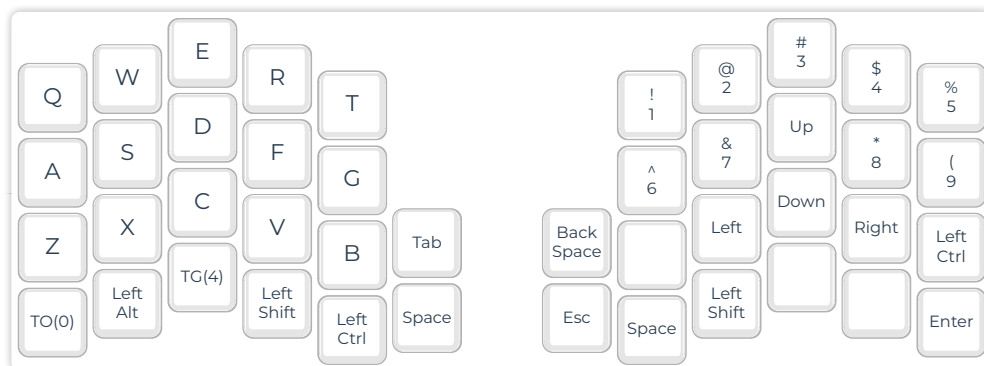 Q W E R T
! 1 @ 2 # 3 $ 4 % 5
A S D F G
^ 6 & 7 Up * 8 ( 9
Z X C V B Tab
Back Space Left Down Right Left Ctrl
TO(0) Left Alt TG(4) Left Shift Left Ctrl Space
Esc Space Left Shift Enter